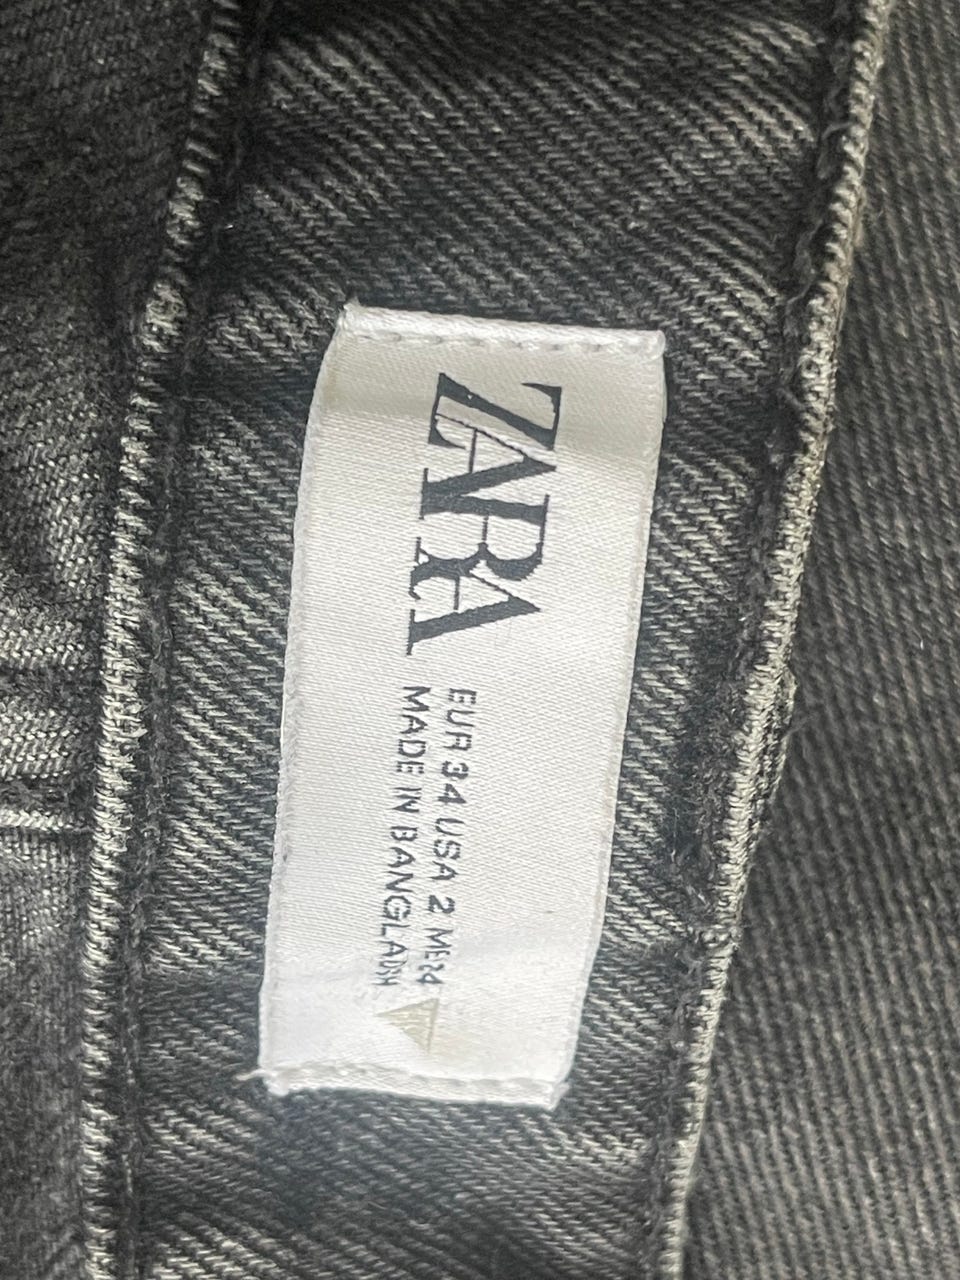 ZARA
EUR 34 USA 2 MEX 24
MADE IN BANGLADESH